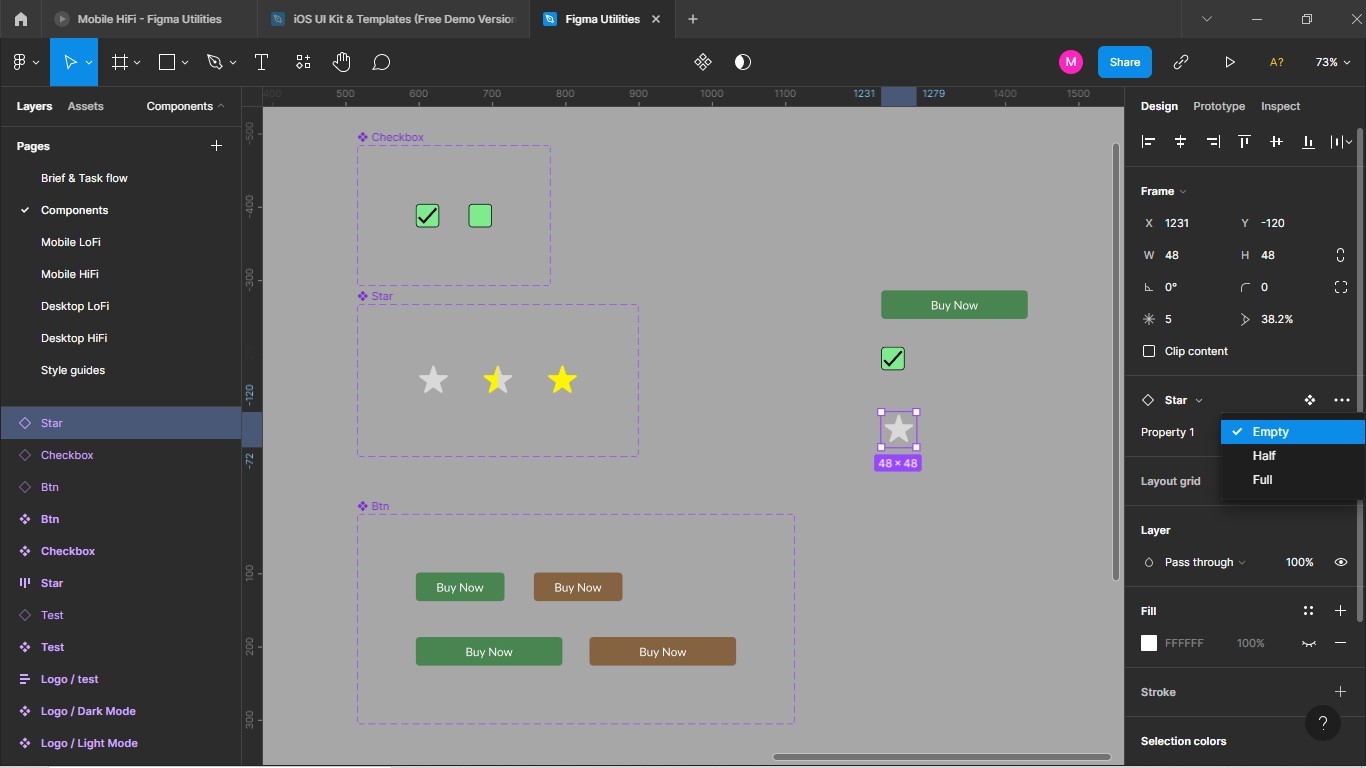 Mobile HiFi - Figma Utilities
iOS UI Kit & Templates (Free Demo Version
Figma Utilities
M
Share
A?
73%
Layers
Assets
Components
400
500
600
700
800
900
1000
1100
1231
1279
1400
1500
Design
Prototype
Inspect
Pages
Brief & Task flow
Components
Mobile LoFi
Mobile HiFi
Desktop LoFi
Desktop HiFi
Style guides
Star
Checkbox
Btn
Btn
Checkbox
Star
Test
Test
Logo / test
Logo / Dark Mode
Logo / Light Mode
-500
-400
-300
-120
-72
100
200
300
Checkbox
Star
Btn
Buy Now
Buy Now
Buy Now
Buy Now
Buy Now
48 × 48
Frame
X 1231
Y -120
W 48
H 48
0°
0
5
38.2%
Clip content
Star
Property 1
Empty
Half
Full
Layout grid
Layer
Pass through
100%
Fill
FFFFFF
100%
Stroke
?
Selection colors